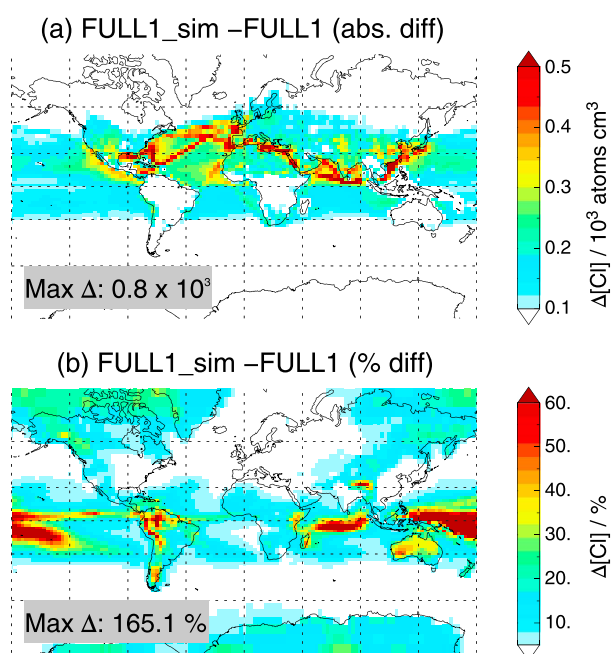 (a) FULL1_sim −FULL1 (abs. diff)
0.5
0.4
0.3
0.2
0.1
Δ[Cl] / 10³ atoms cm³
Max Δ: 0.8 x 10³
(b) FULL1_sim −FULL1 (% diff)
60.
50.
40.
30.
20.
10.
Δ[Cl] / %
Max Δ: 165.1 %